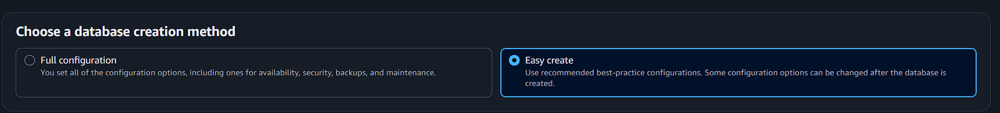 Choose a database creation method
Full configuration
You set all of the configuration options, including ones for availability, security, backups, and maintenance.
Easy create
Use recommended best-practice configurations. Some configuration options can be changed after the database is
created.